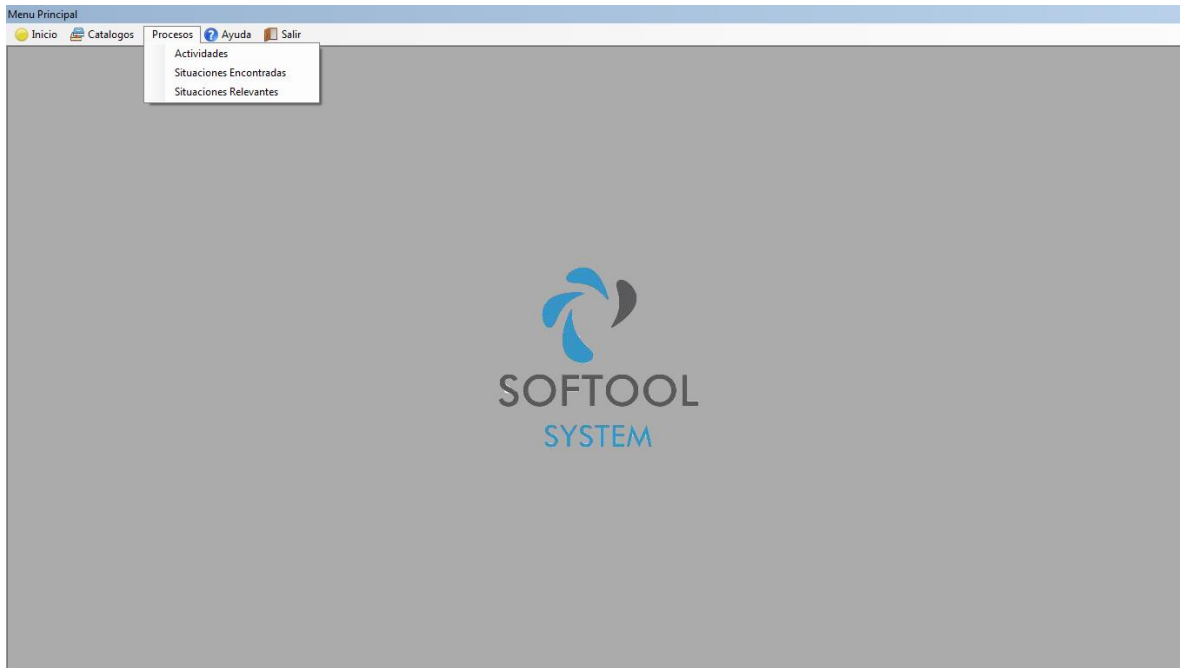 Menu Principal
Inicio Catalogos Procesos Ayuda Salir
Actividades
Situaciones Encontradas
Situaciones Relevantes
SOFTOOL
SYSTEM